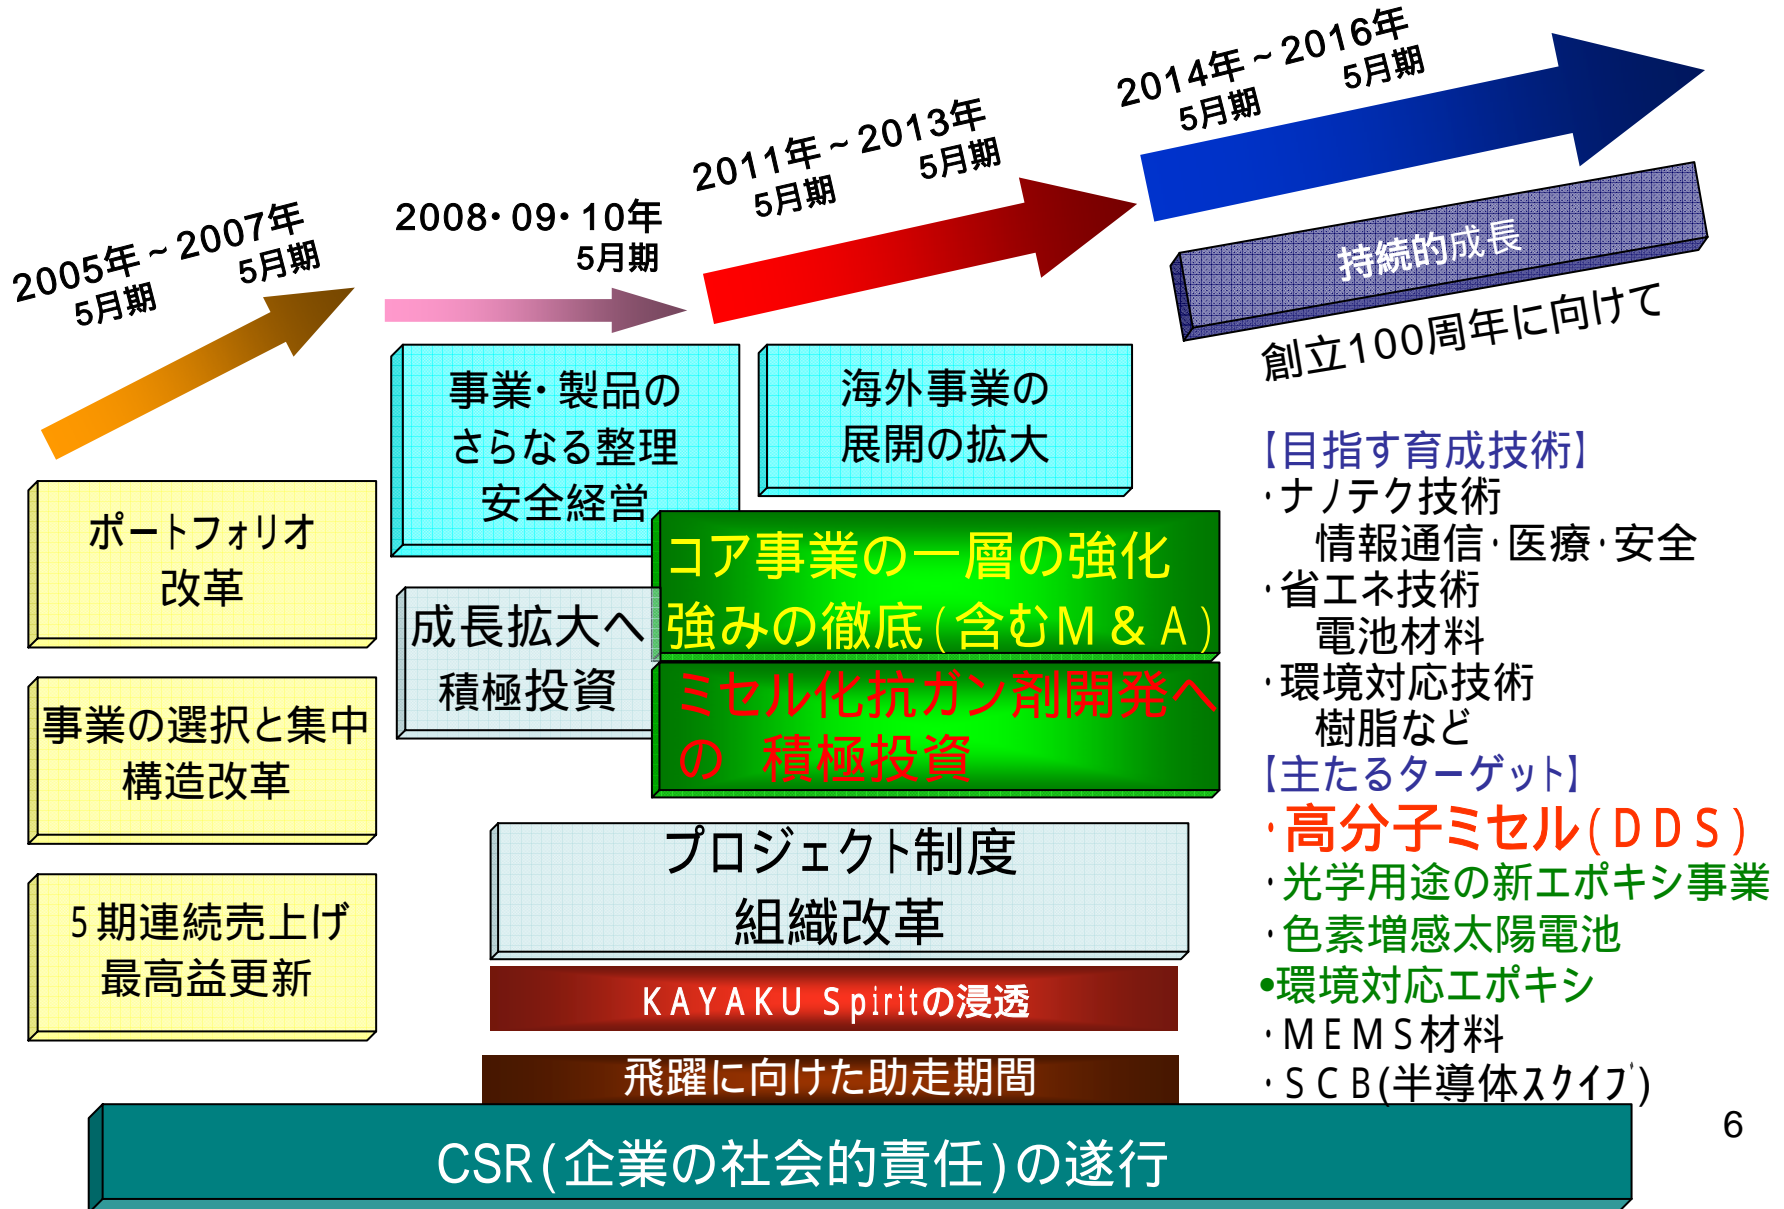 2005年～2007年
5月期　5月期
2008・09・10年
5月期
2011年～2013年
5月期　5月期
2014年～2016年
5月期　5月期
持続的成長
創立100周年に向けて
ポートフォリオ
改革
事業の選択と集中
構造改革
5期連続売上げ
最高益更新
事業・製品の
さらなる整理
安全経営
海外事業の
展開の拡大
成長拡大へ
積極投資
コア事業の一層の強化
強みの徹底(含むM＆A)
ミセル化抗ガン剤開発へ
の　積極投資
プロジェクト制度
組織改革
KAYAKU Spiritの浸透
飛躍に向けた助走期間
【目指す育成技術】
・ナノテク技術
情報通信・医療・安全
・省エネ技術
電池材料
・環境対応技術
樹脂など
【主たるターゲット】
・高分子ミセル(DDS)
・光学用途の新エポキシ事業
・色素増感太陽電池
•環境対応エポキシ
・MEMS材料
・SCB(半導体ｽｸｲﾌﾞ)
CSR(企業の社会的責任)の遂行
6